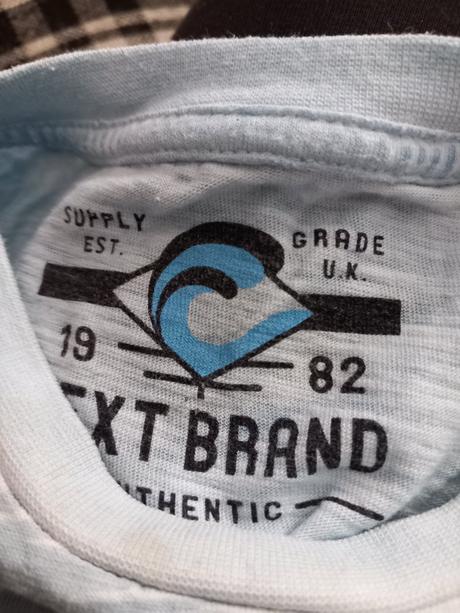 SUPPLY GRADE
EST. U.K.
19 82
EXT BRAND
UTHENTIC